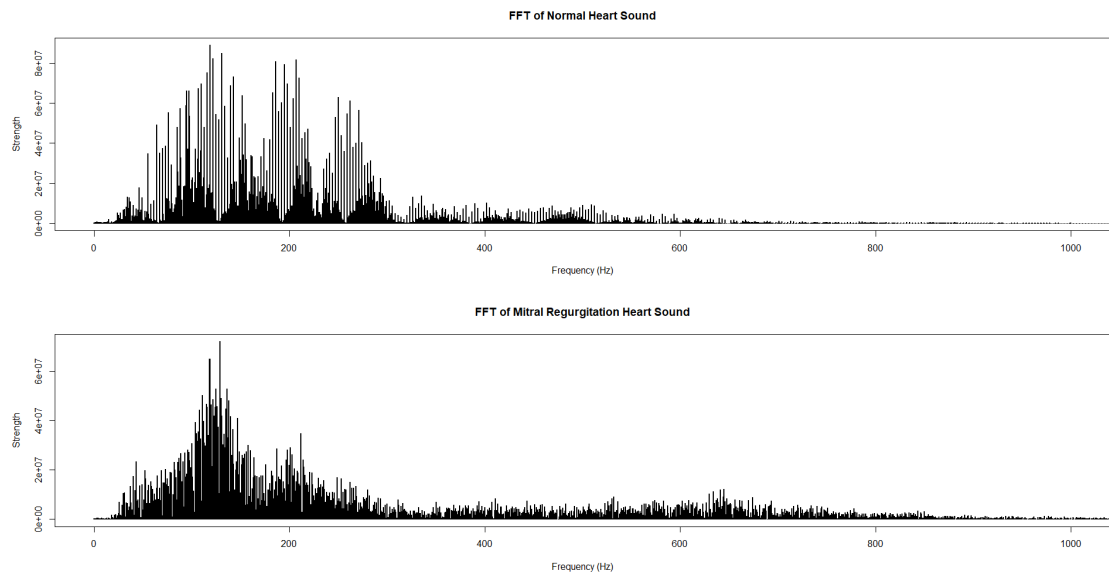 FFT of Normal Heart Sound
Strength
8e+07
6e+07
4e+07
2e+07
0e+00
0 200 400 600 800 1000
Frequency (Hz)
FFT of Mitral Regurgitation Heart Sound
Strength
6e+07
4e+07
2e+07
0e+00
0 200 400 600 800 1000
Frequency (Hz)